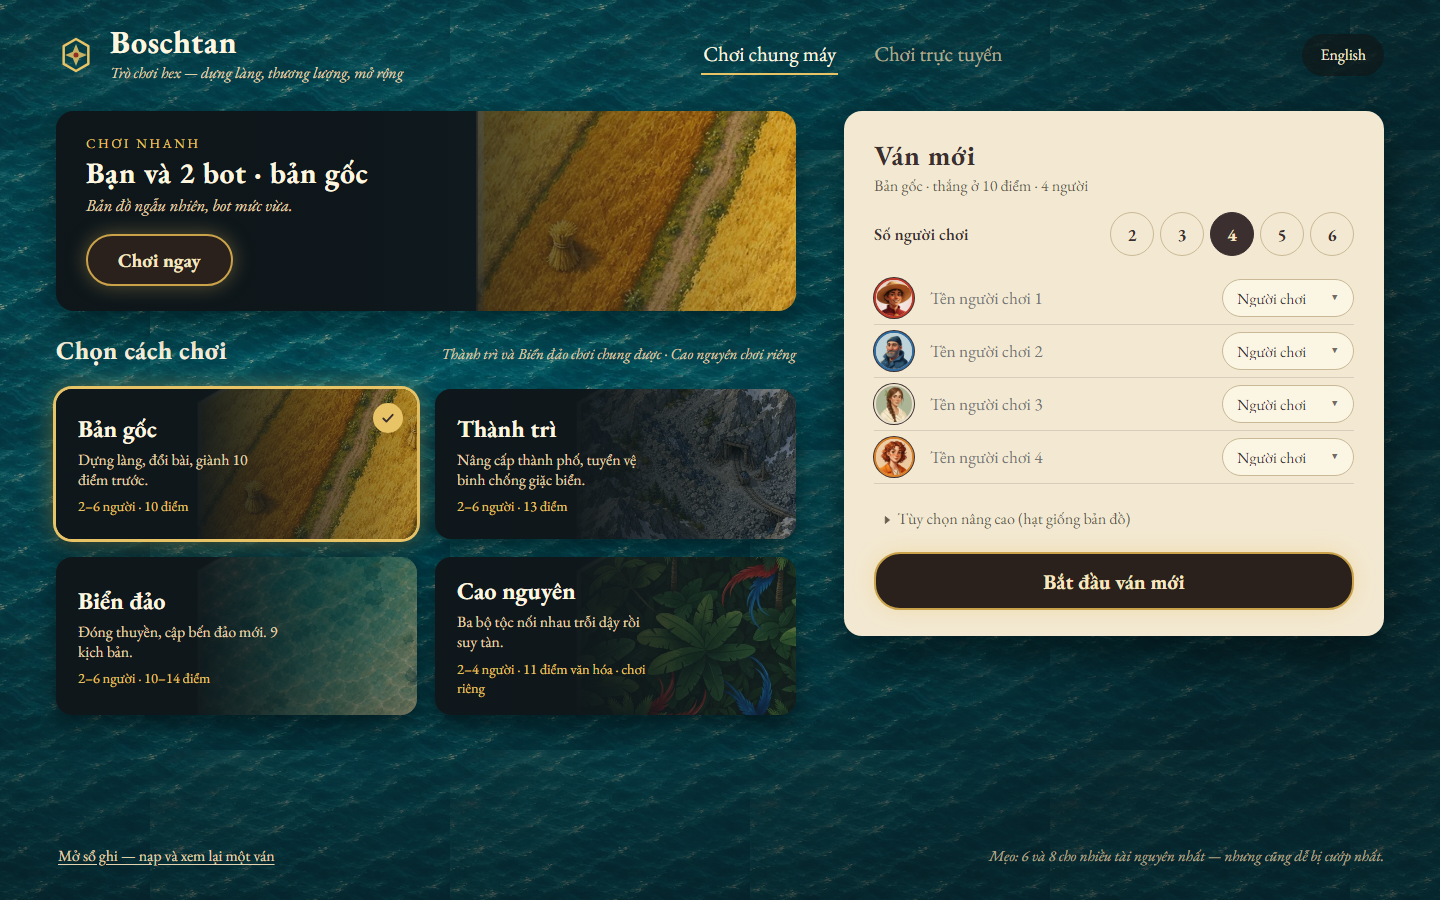 Boschtan
Trò chơi hex — dựng làng, thương lượng, mở rộng
Chơi chung máy
Chơi trực tuyến
English
CHƠI NHANH
Bạn và 2 bot · bản gốc
Bản đồ ngẫu nhiên, bot mức vừa.
Chơi ngay
Chọn cách chơi
Thành trì và Biển đảo chơi chung được · Cao nguyên chơi riêng
Bản gốc
Dựng làng, đổi bài, giành 10
điểm trước.
2–6 người · 10 điểm
Thành trì
Nâng cấp thành phố, tuyển vệ
binh chống giặc biển.
2–6 người · 13 điểm
Biển đảo
Đóng thuyền, cập bến đảo mới. 9
kịch bản.
2–6 người · 10–14 điểm
Cao nguyên
Ba bộ tộc nối nhau trỗi dậy rồi
suy tàn.
2–4 người · 11 điểm văn hóa · chơi
riêng
Ván mới
Bản gốc · thắng ở 10 điểm · 4 người
Số người chơi
2 3 4 5 6
Tên người chơi 1
Người chơi
Tên người chơi 2
Người chơi
Tên người chơi 3
Người chơi
Tên người chơi 4
Người chơi
Tùy chọn nâng cao (hạt giống bản đồ)
Bắt đầu ván mới
Mở sổ ghi — nạp và xem lại một ván
Mẹo: 6 và 8 cho nhiều tài nguyên nhất — nhưng cũng dễ bị cướp nhất.